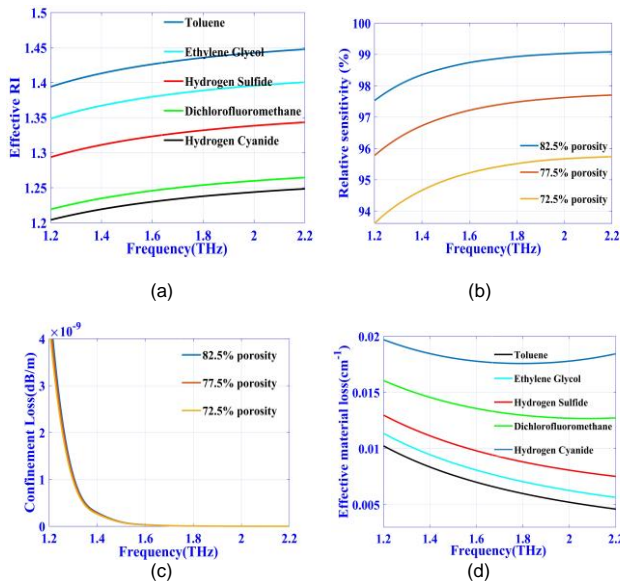 1.5
1.45
1.4
1.35
1.3
1.25
1.2
Effective RI
Toluene
Ethylene Glycol
Hydrogen Sulfide
Dichlorofluoromethane
Hydrogen Cyanide
1.2 1.4 1.6 1.8 2 2.2
Frequency(THz)
(a)
100
99
98
97
96
95
94
Relative sensitivity (%)
82.5% porosity
77.5% porosity
72.5% porosity
1.2 1.4 1.6 1.8 2 2.2
Frequency(THz)
(b)
×10⁻⁹
4
3
2
1
0
Confinement Loss(dB/m)
82.5% porosity
77.5% porosity
72.5% porosity
1.2 1.4 1.6 1.8 2 2.2
Frequency(THz)
(c)
0.02
0.015
0.01
0.005
Effective material loss(cm⁻¹)
Toluene
Ethylene Glycol
Hydrogen Sulfide
Dichlorofluoromethane
Hydrogen Cyanide
1.2 1.4 1.6 1.8 2 2.2
Frequency(THz)
(d)